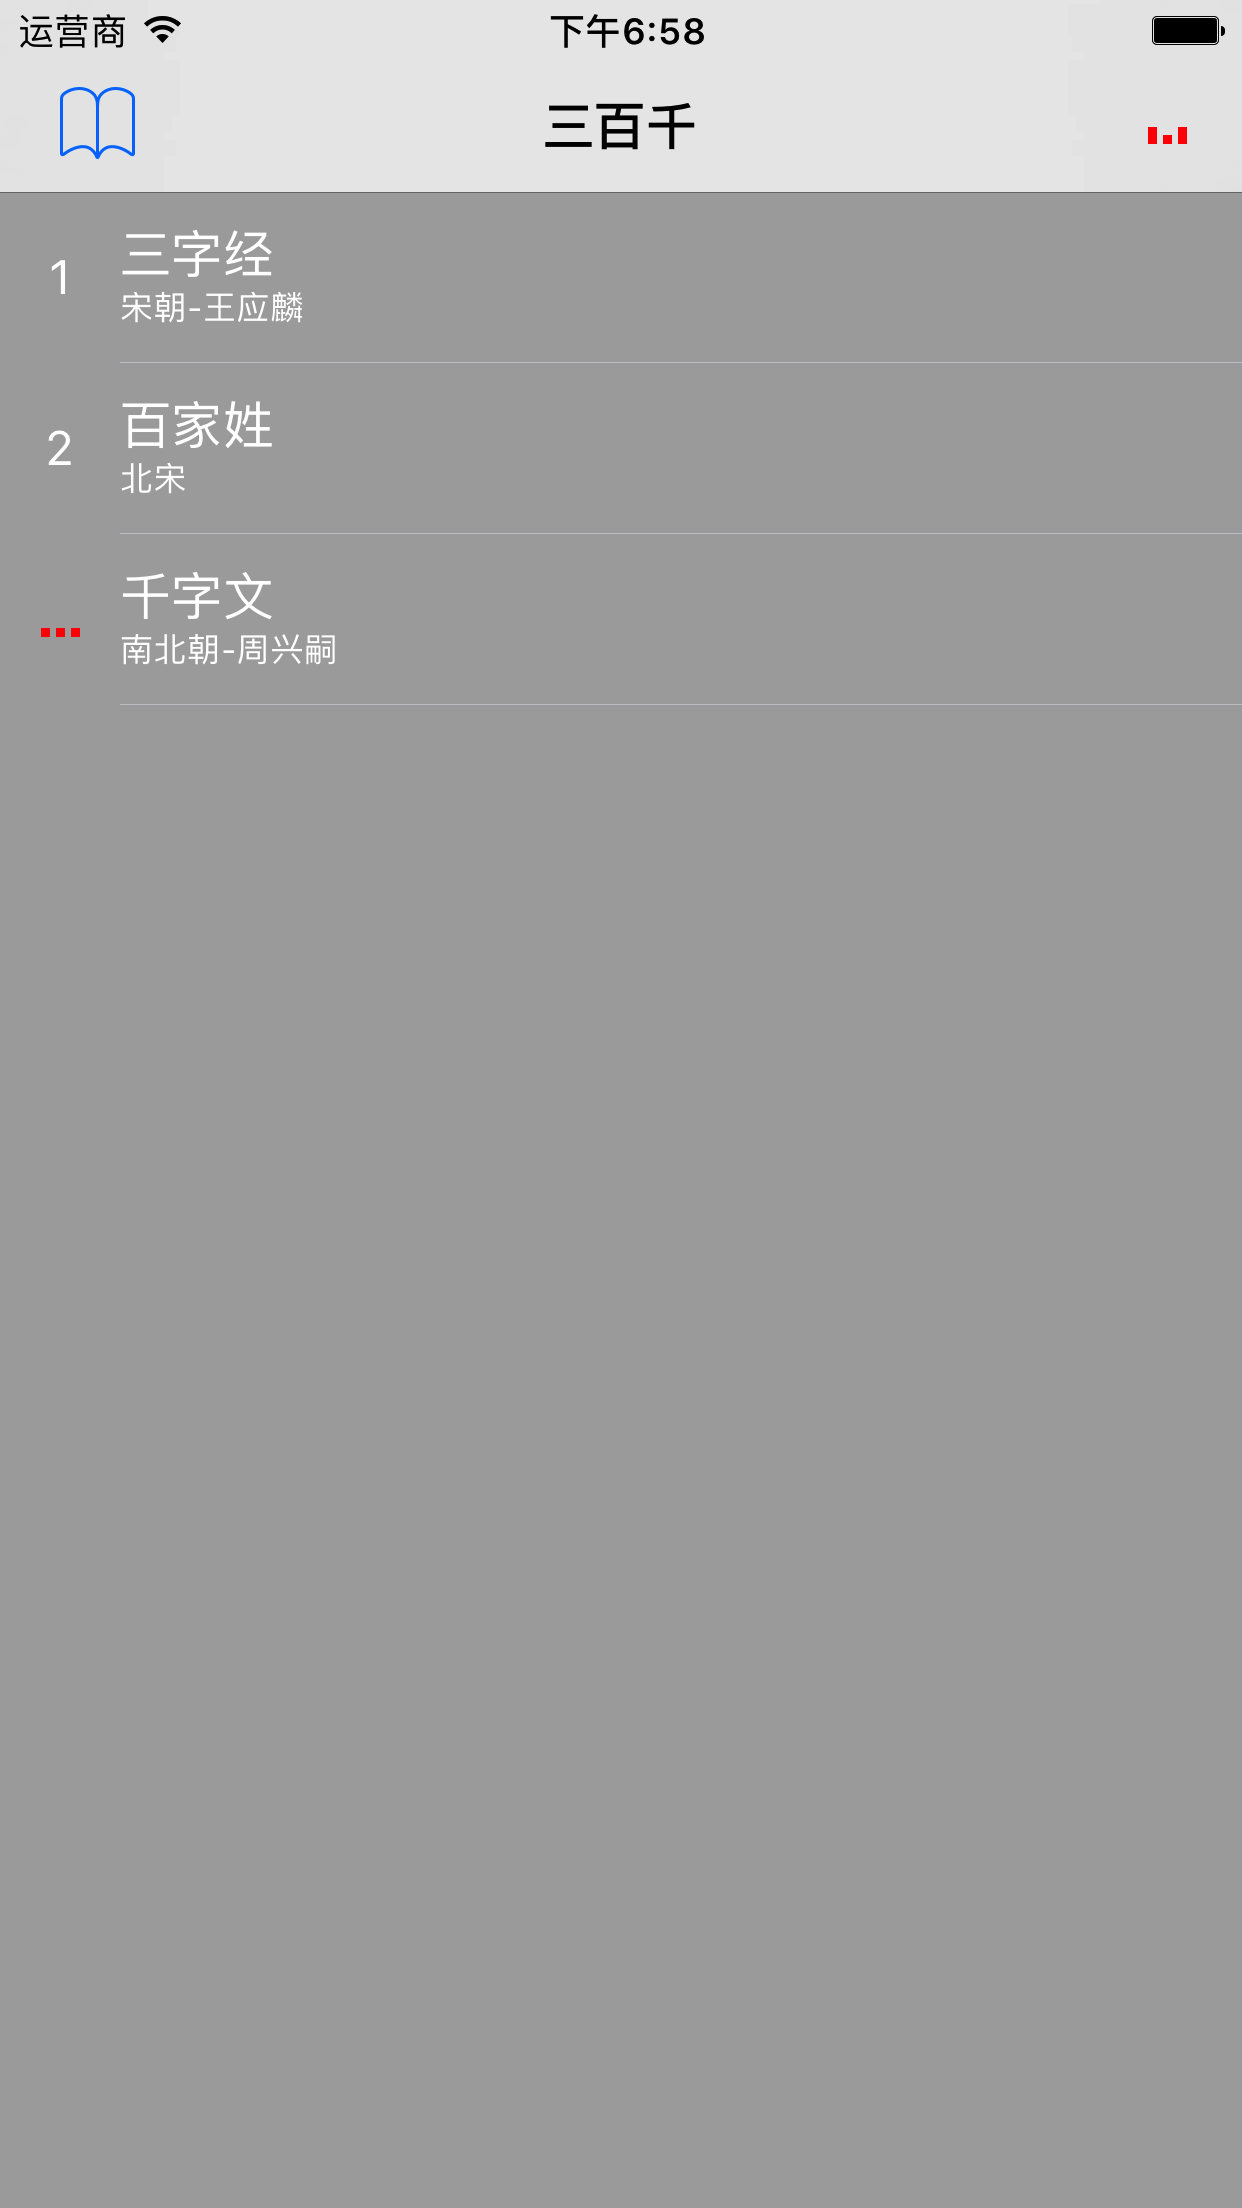 运营商 下午6:58
三百千
1 三字经
宋朝-王应麟
2 百家姓
北宋
千字文
南北朝-周兴嗣